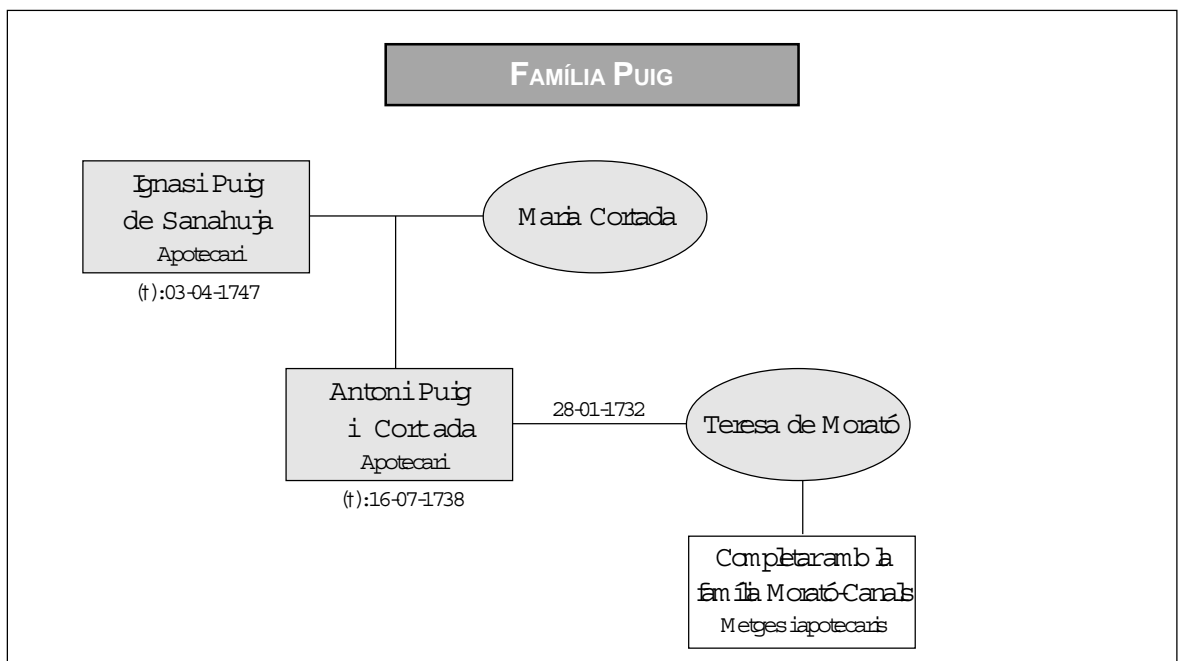 FAMÍLIA PUIG
Ignasi Puig
de Sanahuja
Apotecari
(†): 03-04-1747
Maria Cortada
Antoni Puig
i Cortada
Apotecari
(†): 16-07-1738
28-01-1732
Teresa de Morató
Completar amb la
família Morató-Canals
Metges i apotecaris